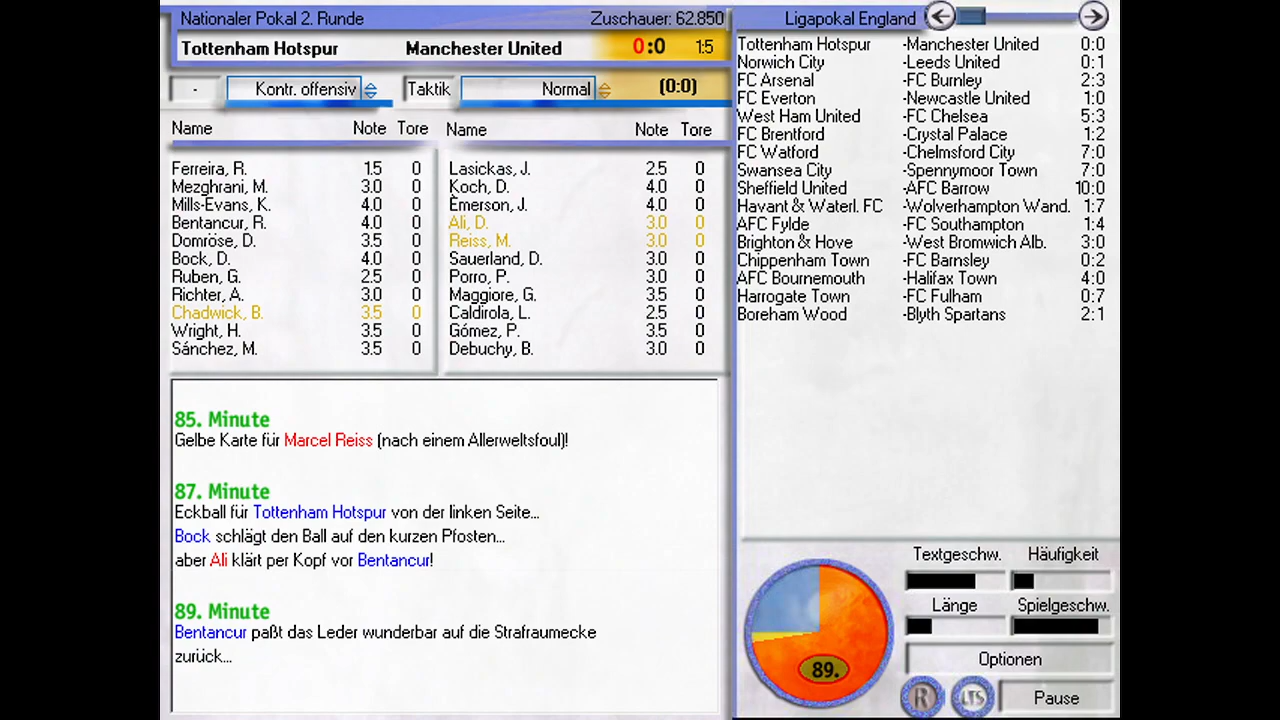 Nationaler Pokal 2. Runde Zuschauer: 62.850
Tottenham Hotspur Manchester United 0:0 15
- Kontr. offensiv Taktik Normal (0:0)
Name Note Tore Name Note Tore
Ferreira, R. 1.5 0 Lasickas, J. 2.5 0
Mezghrani, M. 3.0 0 Koch, D. 4.0 0
Mills-Evans, K. 4.0 0 Èmerson, J. 4.0 0
Bentancur, R. 4.0 0 Ali, D. 3.0 0
Domröse, D. 3.5 0 Reiss, M. 3.0 0
Bock, D. 4.0 0 Sauerland, D. 3.0 0
Ruben, G. 2.5 0 Porro, P. 3.0 0
Richter, A. 3.0 0 Maggiore, G. 3.5 0
Chadwick, B. 3.5 0 Caldirola, L. 2.5 0
Wright, H. 3.5 0 Gómez, P. 3.5 0
Sánchez, M. 3.5 0 Debuchy, B. 3.0 0
85. Minute
Gelbe Karte für Marcel Reiss (nach einem Allerweltsfoul)!
87. Minute
Eckball für Tottenham Hotspur von der linken Seite...
Bock schlägt den Ball auf den kurzen Pfosten...
aber Ali klärt per Kopf vor Bentancur!
89. Minute
Bentancur paßt das Leder wunderbar auf die Strafraumecke
zurück...
Ligapokal England
Tottenham Hotspur -Manchester United 0:0
Norwich City -Leeds United 0:1
FC Arsenal -FC Burnley 2:3
FC Everton -Newcastle United 1:0
West Ham United -FC Chelsea 5:3
FC Brentford -Crystal Palace 1:2
FC Watford -Chelmsford City 7:0
Swansea City -Spennymoor Town 7:0
Sheffield United -AFC Barrow 10:0
Havant & Waterl. FC -Wolverhampton Wand. 1:7
AFC Fylde -FC Southampton 1:4
Brighton & Hove -West Bromwich Alb. 3:0
Chippenham Town -FC Barnsley 0:2
AFC Bournemouth -Halifax Town 4:0
Harrogate Town -FC Fulham 0:7
Boreham Wood -Blyth Spartans 2:1
Textgeschw. Häufigkeit
Länge Spielgeschw.
Optionen
89.
R LTS Pause